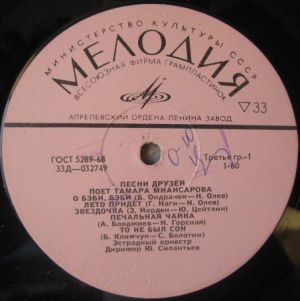 МИНИСТЕРСТВО КУЛЬТУРЫ СССР
МЕЛОДИЯ
ВСЕСОЮЗНАЯ ФИРМА ГРАМПЛАСТИНОК
▽33
АПРЕЛЕВСКИЙ ОРДЕНА ЛЕНИНА ЗАВОД
ГОСТ 5289-68
33Д—032749
Третья гр.-1
1-60
ПЕСНИ ДРУЗЕЙ
ПОЕТ ТАМАРА МИАНСАРОВА
О БЭБИ, БЭБИ (Б. Ондрачек—Н. Олев)
ЛЕТО ПРИДЕТ (Г. Наги—Н. Олев)
ЗВЕЗДОЧКА (З. Иорден—Ю. Цейтлин)
ПЕЧАЛЬНАЯ ЧАЙКА
(А. Бояджиев—Н. Горская)
ТО НЕ БЫЛ СОН
(Б. Климчук—С. Болотин)
Эстрадный оркестр
Дирижер Ю. Силантьев